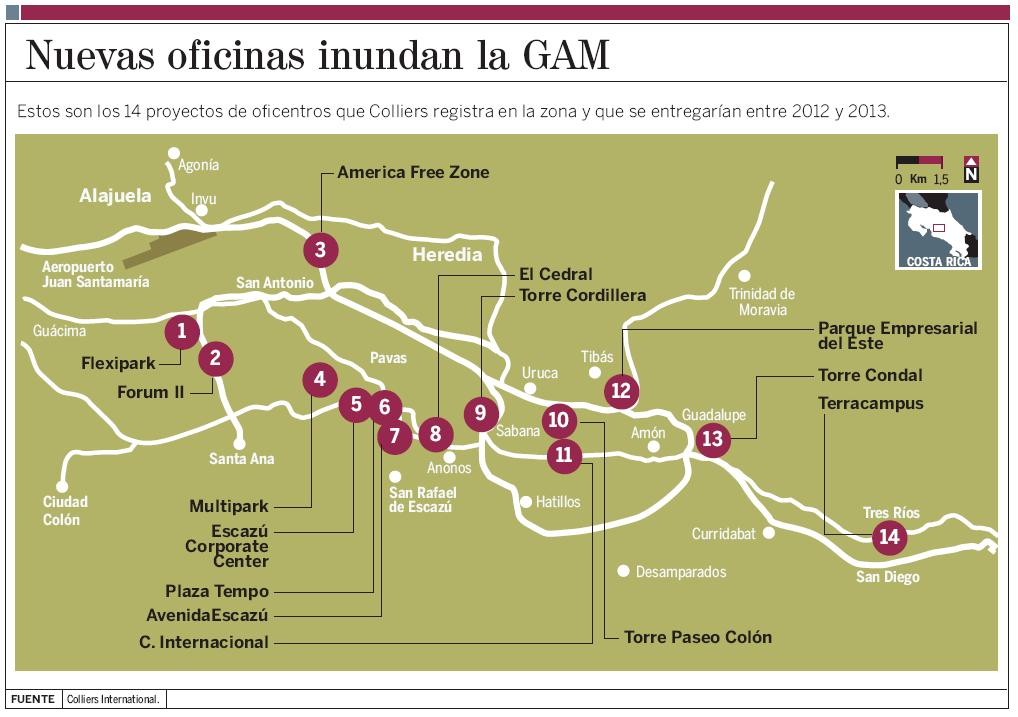 Nuevas oficinas inundan la GAM
Estos son los 14 proyectos de oficentros que Colliers registra en la zona y que se entregarían entre 2012 y 2013.
Agonía
Alajuela
Invu
America Free Zone
0 Km 1,5
N
COSTA RICA
3
Heredia
Aeropuerto
Juan Santamaría
San Antonio
El Cedral
Torre Cordillera
Trinidad de
Moravia
Guácima
1
2
Flexipark
Forum II
Pavas
Parque Empresarial
del Este
Tibás
Uruca
Torre Condal
Terracampus
4
5
6
7
8
9
10
11
12
13
Sabana
Amón
Guadalupe
Santa Ana
Anonos
San Rafael
de Escazú
Hatillos
Ciudad
Colón
Multipark
Escazú
Corporate
Center
Curridabat
Tres Ríos
14
San Diego
Desamparados
Plaza Tempo
AvenidaEscazú
C. Internacional
Torre Paseo Colón
FUENTE Colliers International.